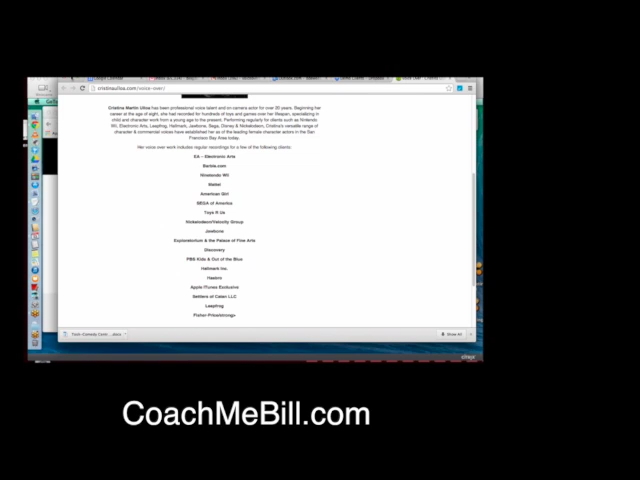 cristinaulloa.com/voice-over/
Cristina Martin Ulloa has been professional voice talent and on-camera actor for over 20 years. Beginning her
career at the age of eight, she had recorded for hundreds of toys and games over her lifespan, specializing in
child and character work from a young age to the present. Performing regularly for clients such as Nintendo
Wii, Electronic Arts, Leapfrog, Hallmark, Jawbone, Sega, Disney & Nickelodeon, Cristina's versatile range of
character & commercial voices have established her as of the leading female character actors in the San
Francisco Bay Area today.
Her voice over work includes regular recordings for a few of the following clients:
EA – Electronic Arts
Barbie.com
Ninetendo Wii
Mattel
American Girl
SEGA of America
Toys R Us
Nickelodeon/Velocity Group
Jawbone
Exploratorium & the Palace of Fine Arts
Discovery
PBS Kids & Out of the Blue
Hallmark Inc.
Hasbro
Apple iTunes Exclusive
Settlers of Catan LLC
Leapfrog
Show All
citrix
CoachMeBill.com